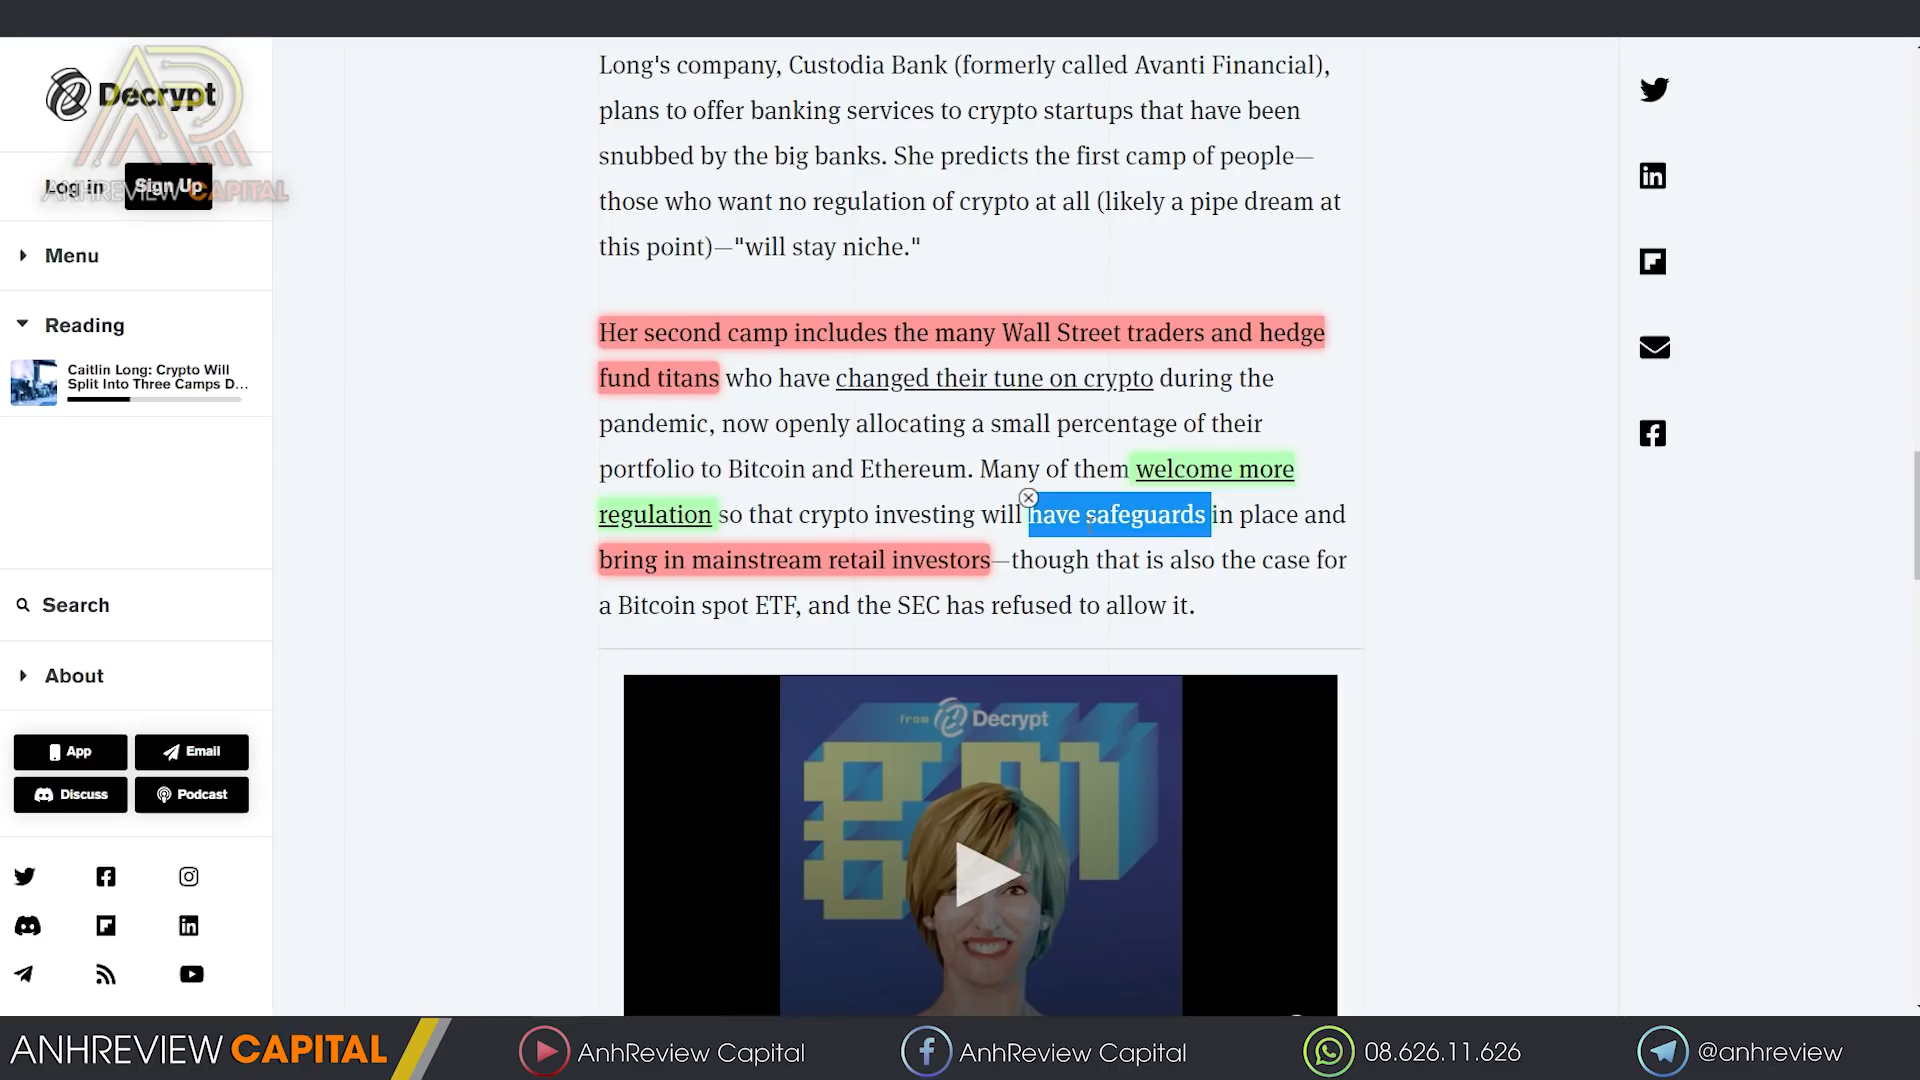 Decrypt
ANHREVIEW CAPITAL
Log in
Sign Up
Menu
Reading
Caitlin Long: Crypto Will
Split Into Three Camps D...
Search
About
App
Email
Discuss
Podcast
Long's company, Custodia Bank (formerly called Avanti Financial),
plans to offer banking services to crypto startups that have been
snubbed by the big banks. She predicts the first camp of people—
those who want no regulation of crypto at all (likely a pipe dream at
this point)—"will stay niche."
Her second camp includes the many Wall Street traders and hedge
fund titans who have changed their tune on crypto during the
pandemic, now openly allocating a small percentage of their
portfolio to Bitcoin and Ethereum. Many of them welcome more
regulation so that crypto investing will have safeguards in place and
bring in mainstream retail investors—though that is also the case for
a Bitcoin spot ETF, and the SEC has refused to allow it.
from Decrypt
gm
ANHREVIEW CAPITAL
AnhReview Capital
AnhReview Capital
08.626.11.626
@anhreview